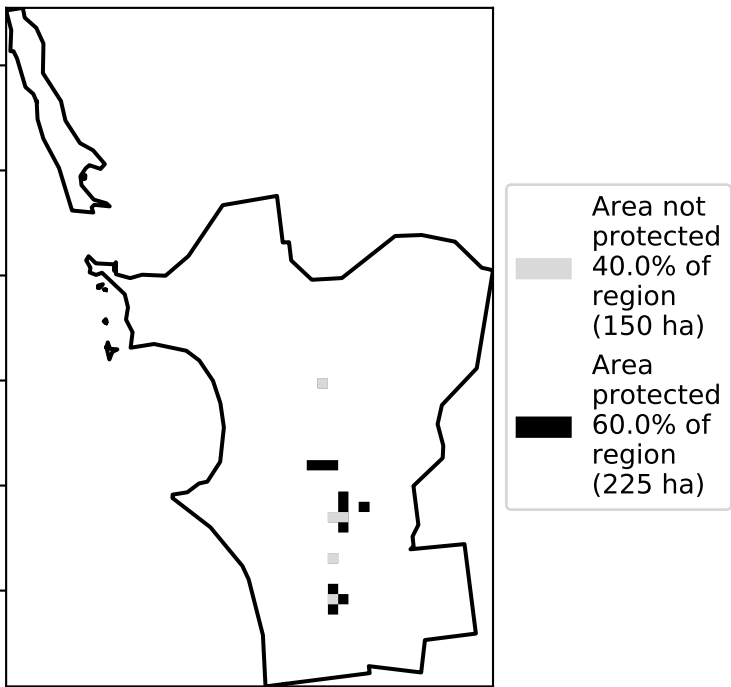 Area not
protected
40.0% of
region
(150 ha)
Area
protected
60.0% of
region
(225 ha)